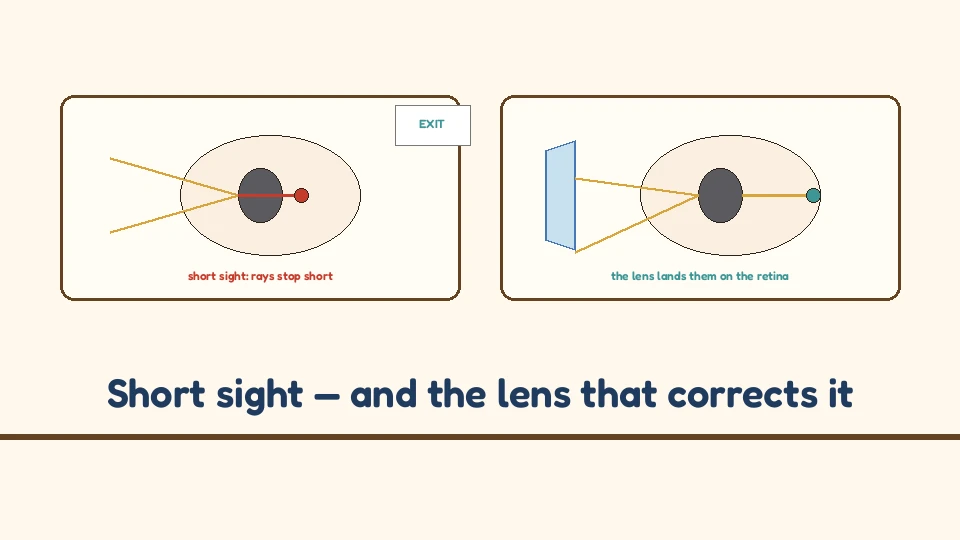 EXIT
short sight: rays stop short
the lens lands them on the retina
Short sight — and the lens that corrects it